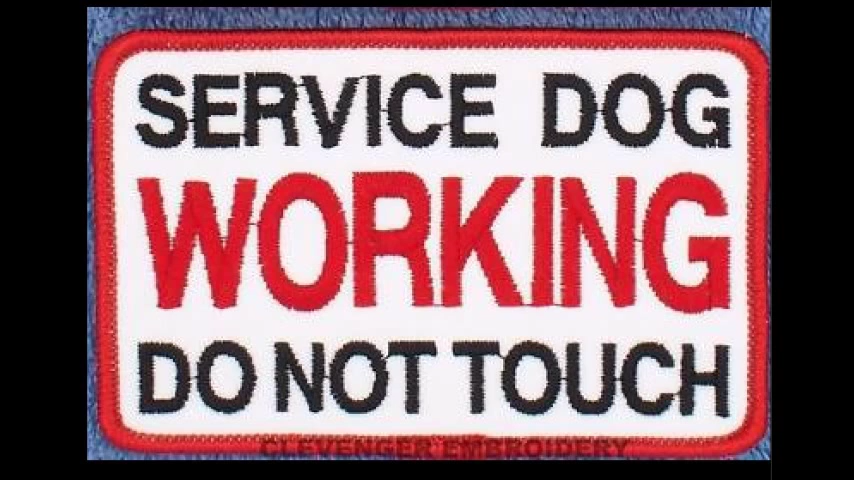 SERVICE DOG
WORKING
DO NOT TOUCH
CLEVENGER EMBROIDERY